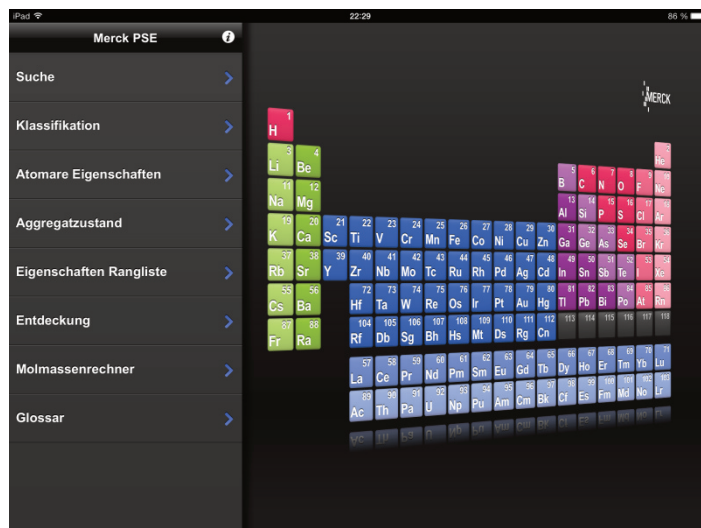 iPad 22:29 86 %
Merck PSE i
MERCK
Suche
Klassifikation
Atomare Eigenschaften
Aggregatzustand
Eigenschaften Rangliste
Entdeckung
Molmassenrechner
Glossar
1 2
H He
3 4 5 6 7 8 9 10
Li Be B C N O F Ne
11 12 13 14 15 16 17 18
Na Mg Al Si P S Cl Ar
19 20 21 22 23 24 25 26 27 28 29 30 31 32 33 34 35 36
K Ca Sc Ti V Cr Mn Fe Co Ni Cu Zn Ga Ge As Se Br Kr
37 38 39 40 41 42 43 44 45 46 47 48 49 50 51 52 53 54
Rb Sr Y Zr Nb Mo Tc Ru Rh Pd Ag Cd In Sn Sb Te I Xe
55 56 72 73 74 75 76 77 78 79 80 81 82 83 84 85 86
Cs Ba Hf Ta W Re Os Ir Pt Au Hg Tl Pb Bi Po At Rn
87 88 104 105 106 107 108 109 110 111 112 113 114 115 116 117 118
Fr Ra Rf Db Sg Bh Hs Mt Ds Rg Cn
57 58 59 60 61 62 63 64 65 66 67 68 69 70 71
La Ce Pr Nd Pm Sm Eu Gd Tb Dy Ho Er Tm Yb Lu
89 90 91 92 93 94 95 96 97 98 99 100 101 102 103
Ac Th Pa U Np Pu Am Cm Bk Cf Es Fm Md No Lr